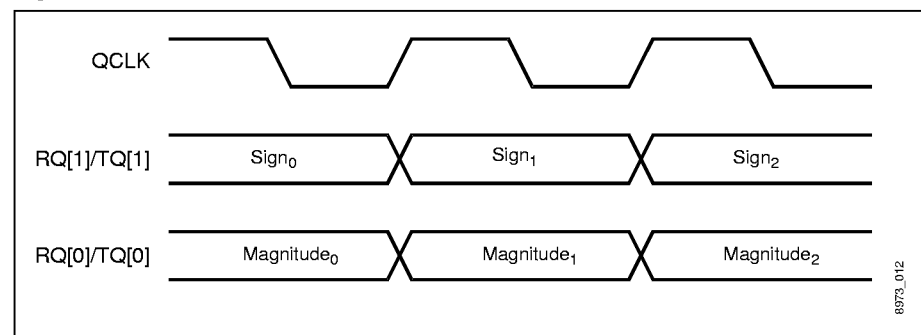 QCLK
RQ[1]/TQ[1] Sign0 Sign1 Sign2
RQ[0]/TQ[0] Magnitude0 Magnitude1 Magnitude2
8973_012